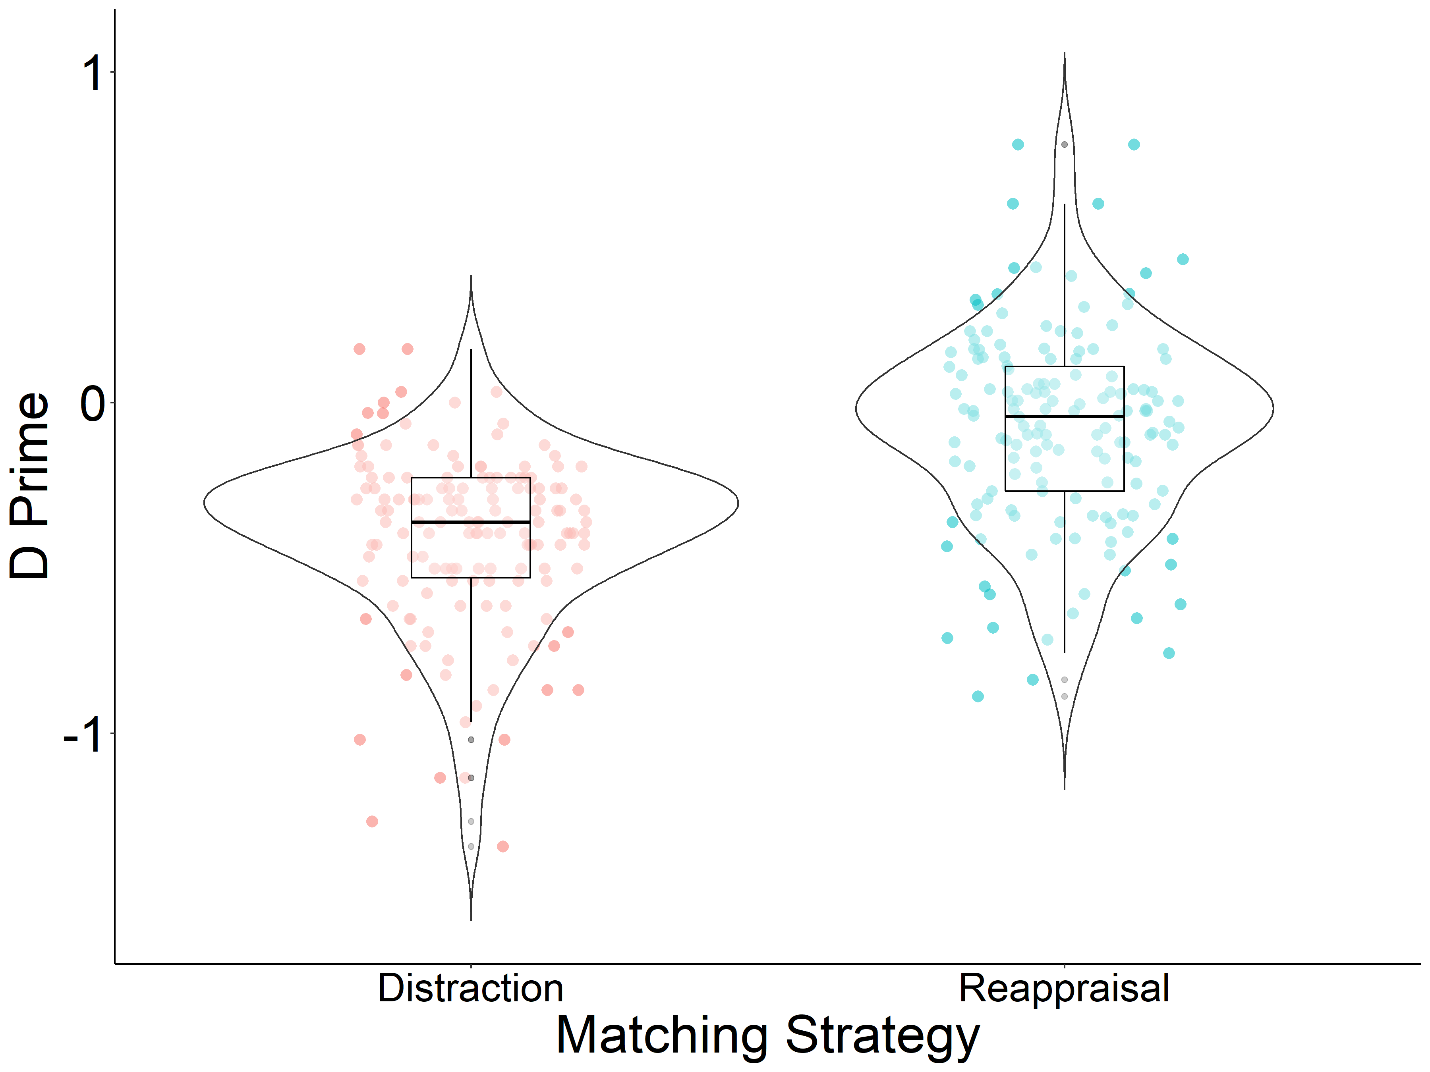 D Prime
1
0
-1
Distraction
Reappraisal
Matching Strategy